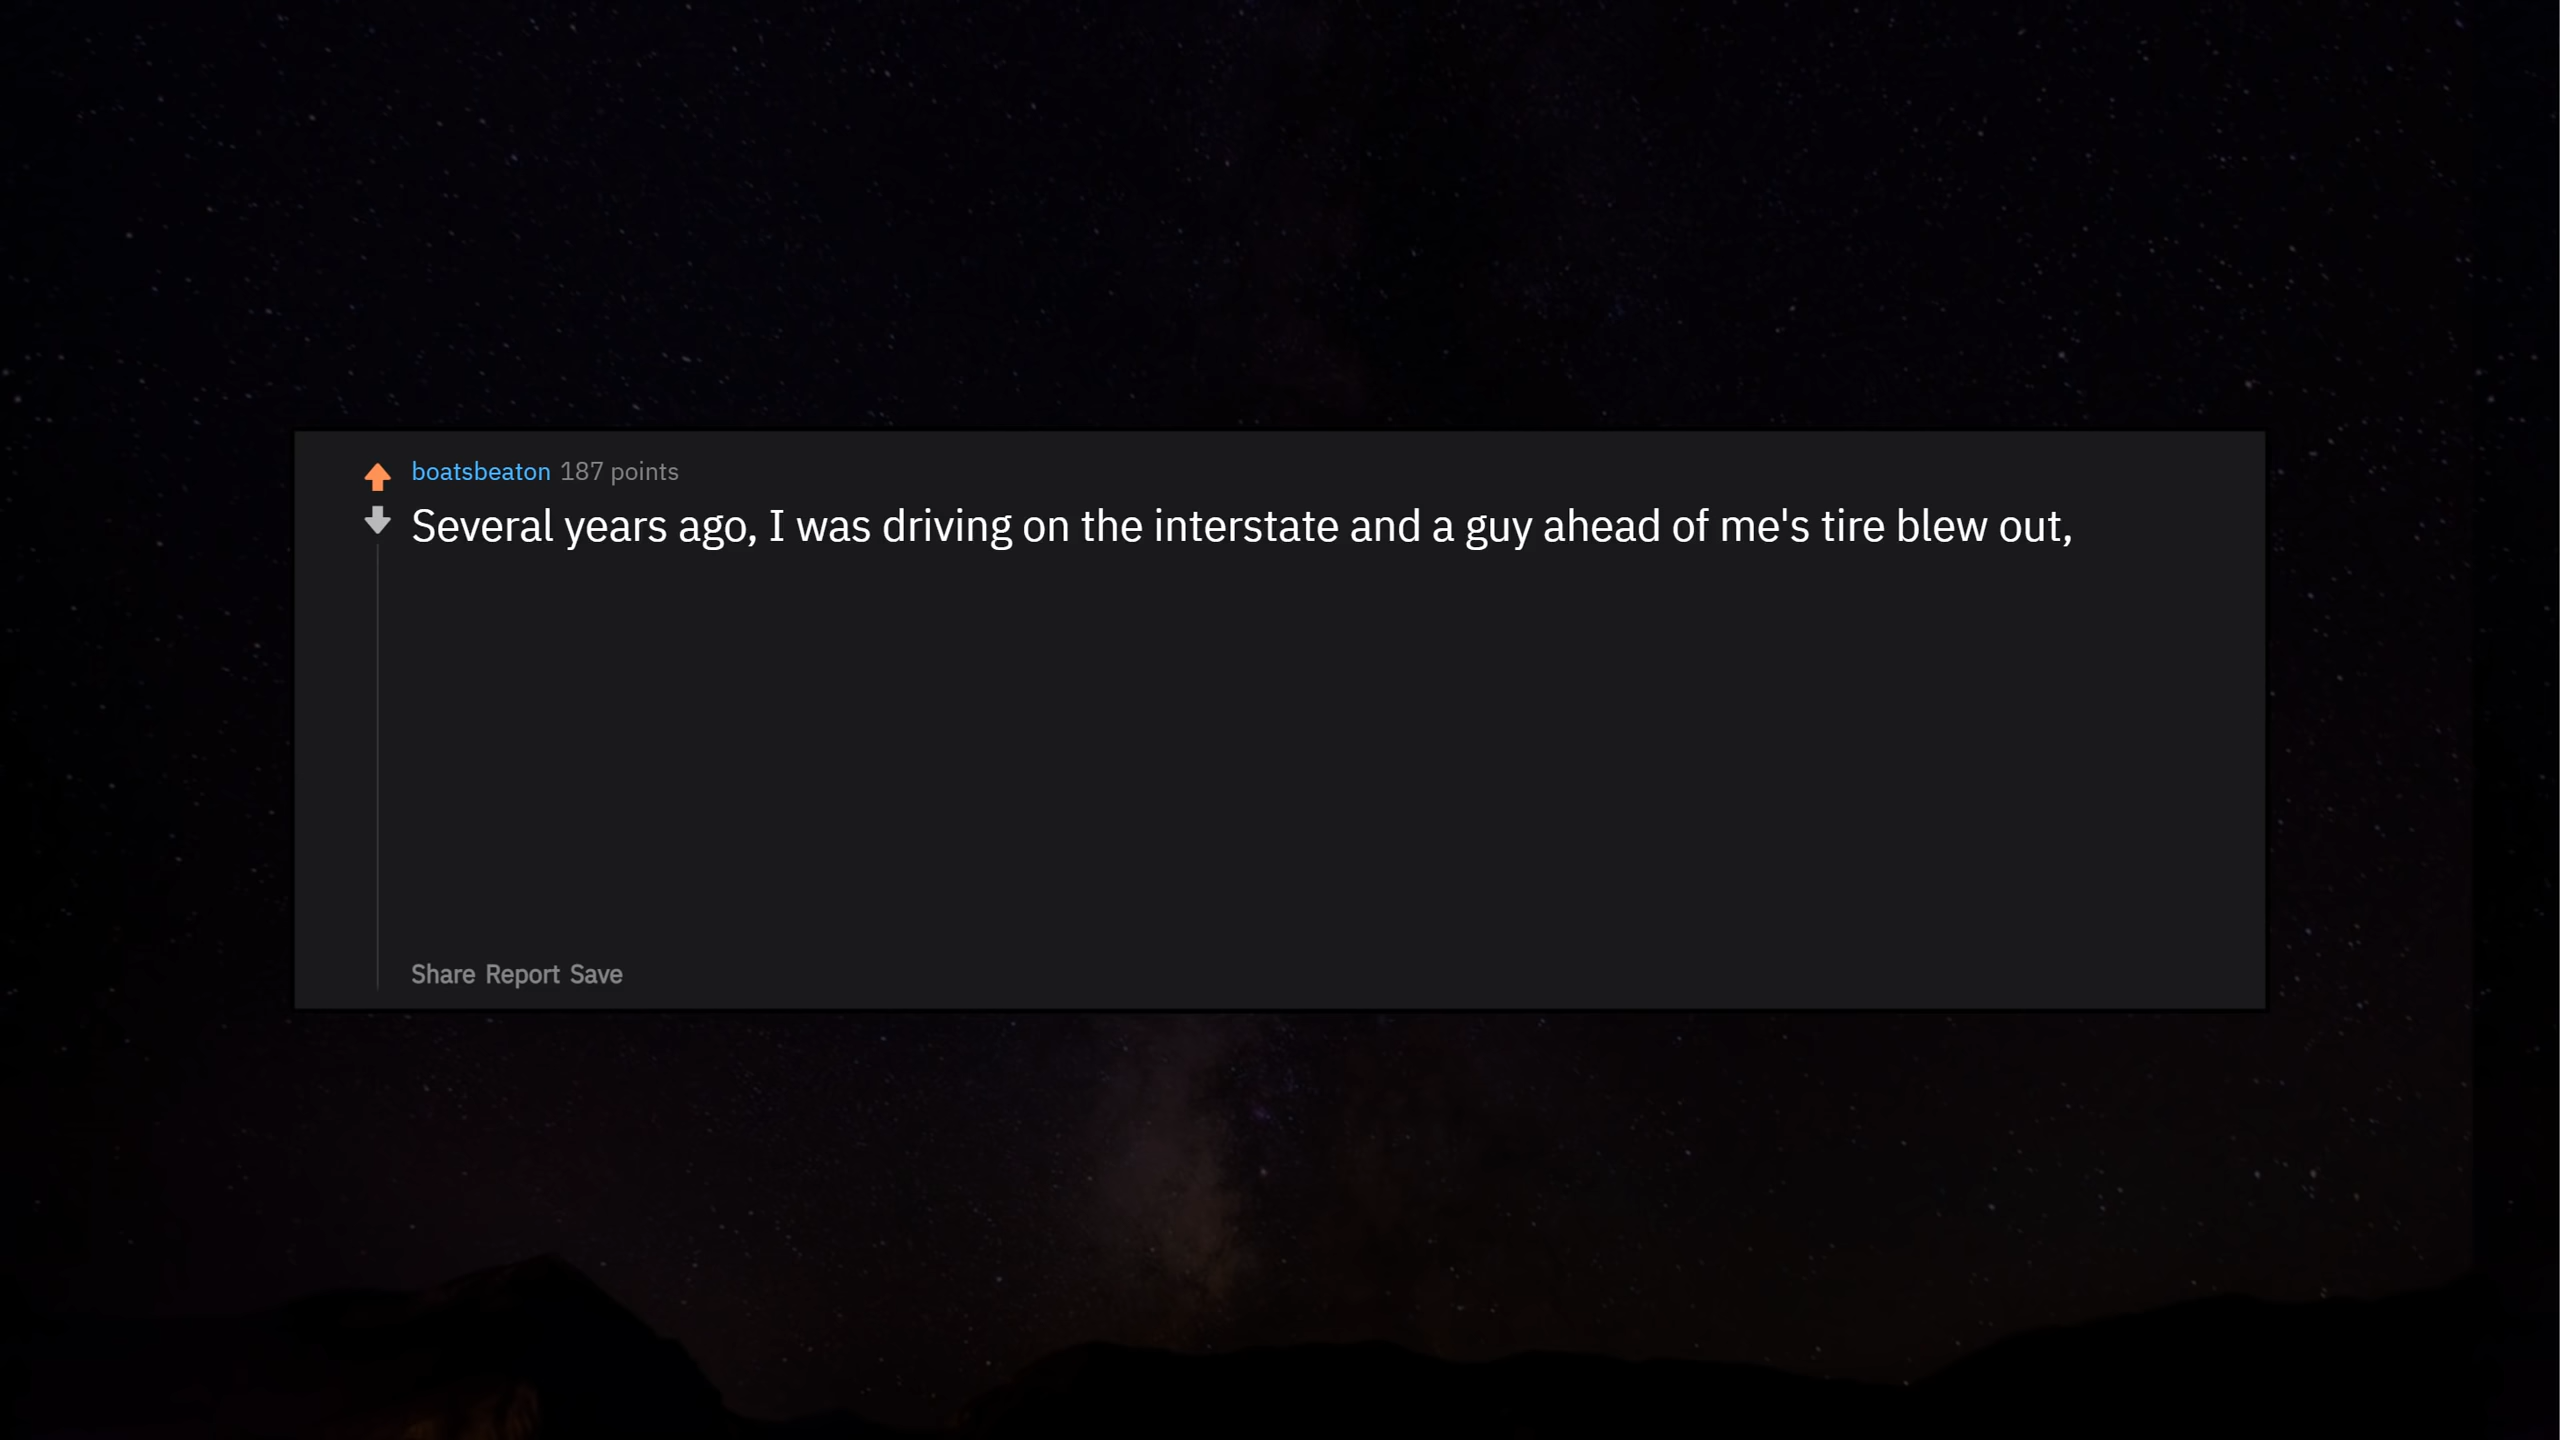 boatsbeaton 187 points
Several years ago, I was driving on the interstate and a guy ahead of me's tire blew out,
Share Report Save